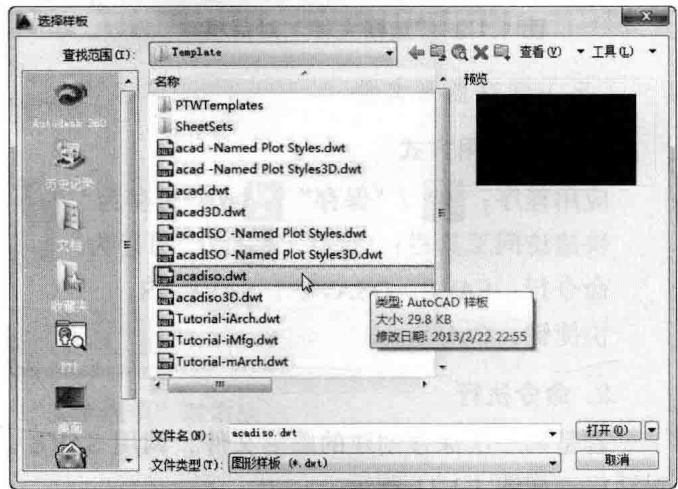 选择样板
查找范围(I): Template 查看(V) 工具(L)
名称 预览
PTWTemplates
SheetSets
acad -Named Plot Styles.dwt
acad -Named Plot Styles3D.dwt
acad.dwt
acad3D.dwt
acadISO -Named Plot Styles.dwt
acadISO -Named Plot Styles3D.dwt
acadiso.dwt
acadiso3D.dwt
Tutorial-iArch.dwt
Tutorial-iMfg.dwt
Tutorial-mArch.dwt
类型: AutoCAD 样板
大小: 29.8 KB
修改日期: 2013/2/22 22:55
Autodesk 360
历史记录
文档
收藏夹
FTP
桌面
文件名(N): acadiso.dwt 打开(O)
文件类型(T): 图形样板 (*.dwt) 取消